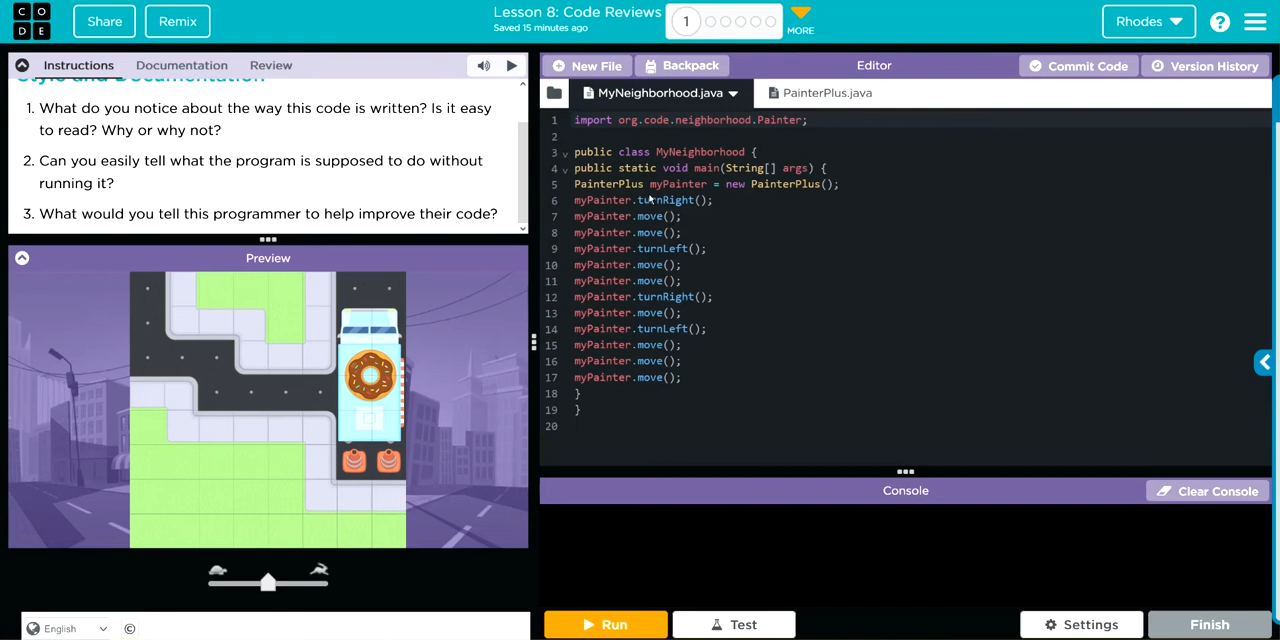 C O
D E
Share
Remix
Lesson 8: Code Reviews
Saved 15 minutes ago
1
MORE
Rhodes
?
Instructions
Documentation
Review
Style and Documentation
1. What do you notice about the way this code is written? Is it easy
to read? Why or why not?
2. Can you easily tell what the program is supposed to do without
running it?
3. What would you tell this programmer to help improve their code?
Preview
English
©
New File
Backpack
Editor
Commit Code
Version History
MyNeighborhood.java
PainterPlus.java
1 import org.code.neighborhood.Painter;
2
3 public class MyNeighborhood {
4 public static void main(String[] args) {
5 PainterPlus myPainter = new PainterPlus();
6 myPainter.turnRight();
7 myPainter.move();
8 myPainter.move();
9 myPainter.turnLeft();
10 myPainter.move();
11 myPainter.move();
12 myPainter.turnRight();
13 myPainter.move();
14 myPainter.turnLeft();
15 myPainter.move();
16 myPainter.move();
17 myPainter.move();
18 }
19 }
20
Console
Clear Console
Run
Test
Settings
Finish